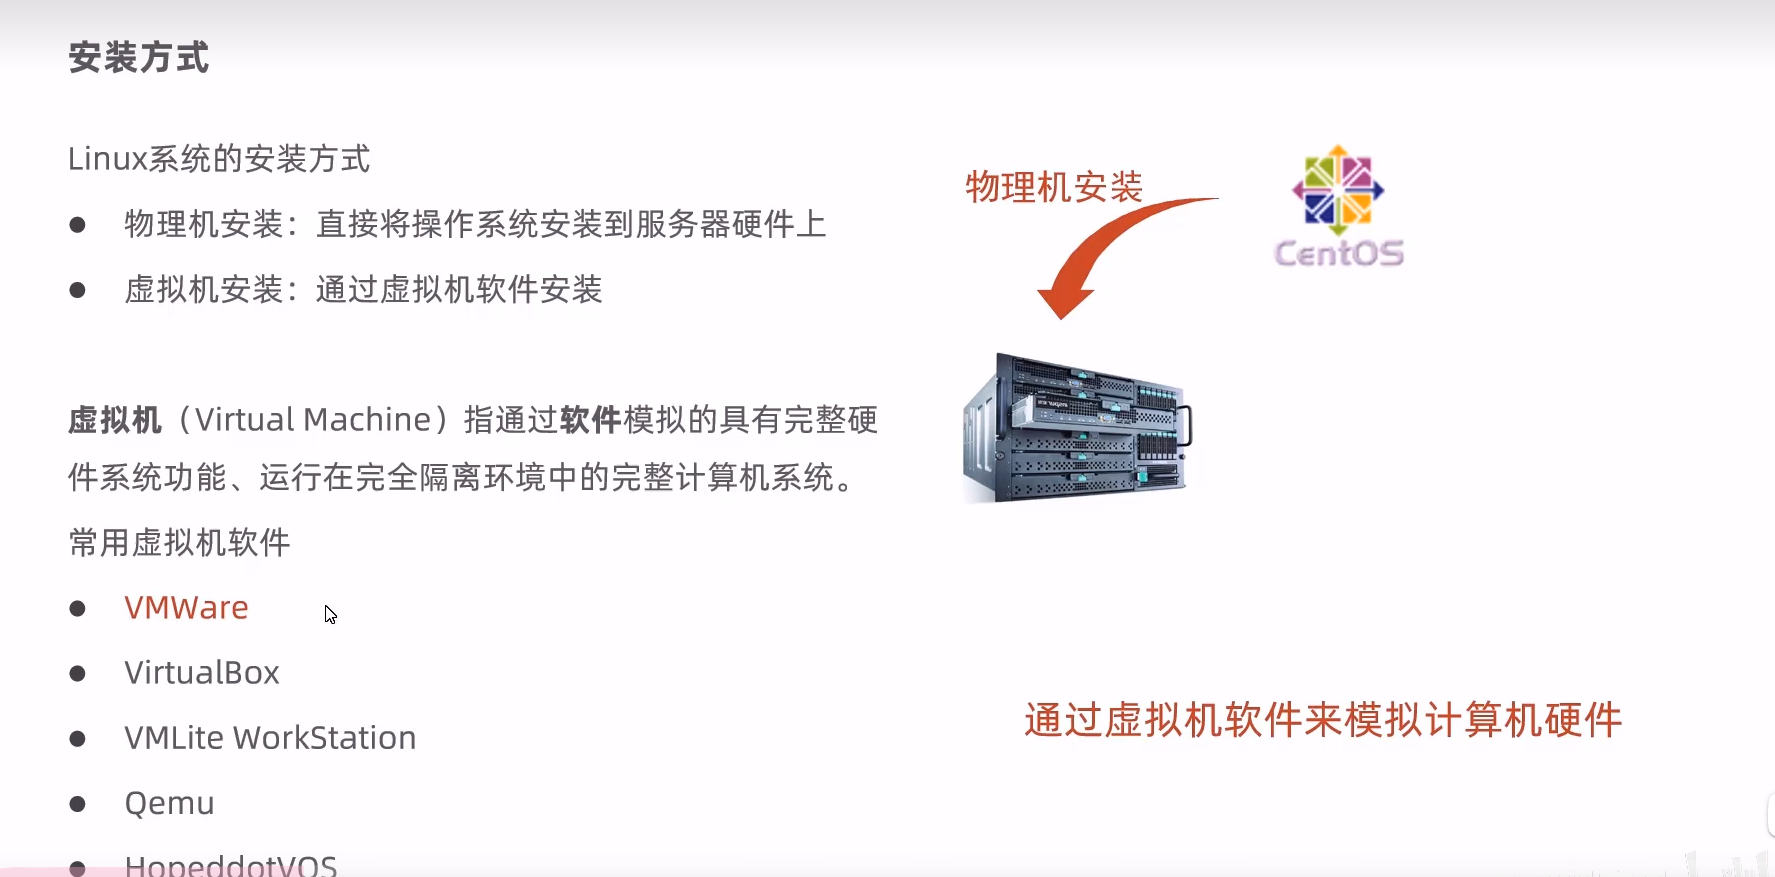 安装方式
Linux系统的安装方式
● 物理机安装：直接将操作系统安装到服务器硬件上
● 虚拟机安装：通过虚拟机软件安装
虚拟机（Virtual Machine）指通过软件模拟的具有完整硬
件系统功能、运行在完全隔离环境中的完整计算机系统。
常用虚拟机软件
● VMWare
● VirtualBox
● VMLite WorkStation
● Qemu
● HopeddotVOS
物理机安装
CentOS
通过虚拟机软件来模拟计算机硬件